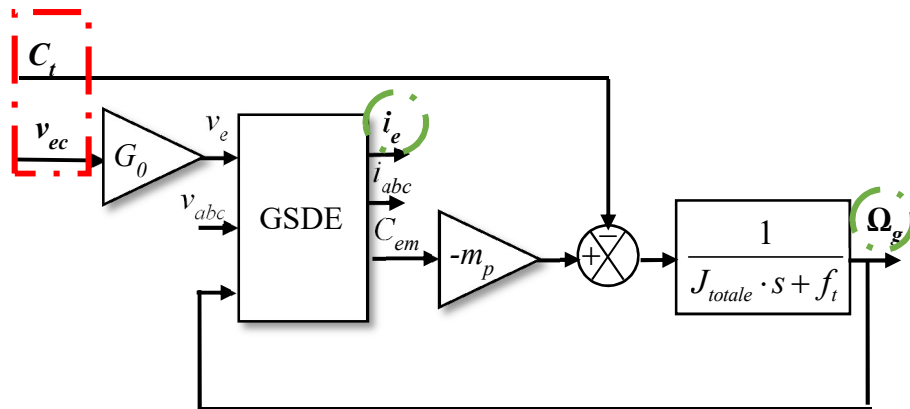 C_t
v_ec
G_0
v_e
v_abc
GSDE
i_e
i_abc
C_em
-m_p
+
−
1
J_totale · s + f_t
Ω_g